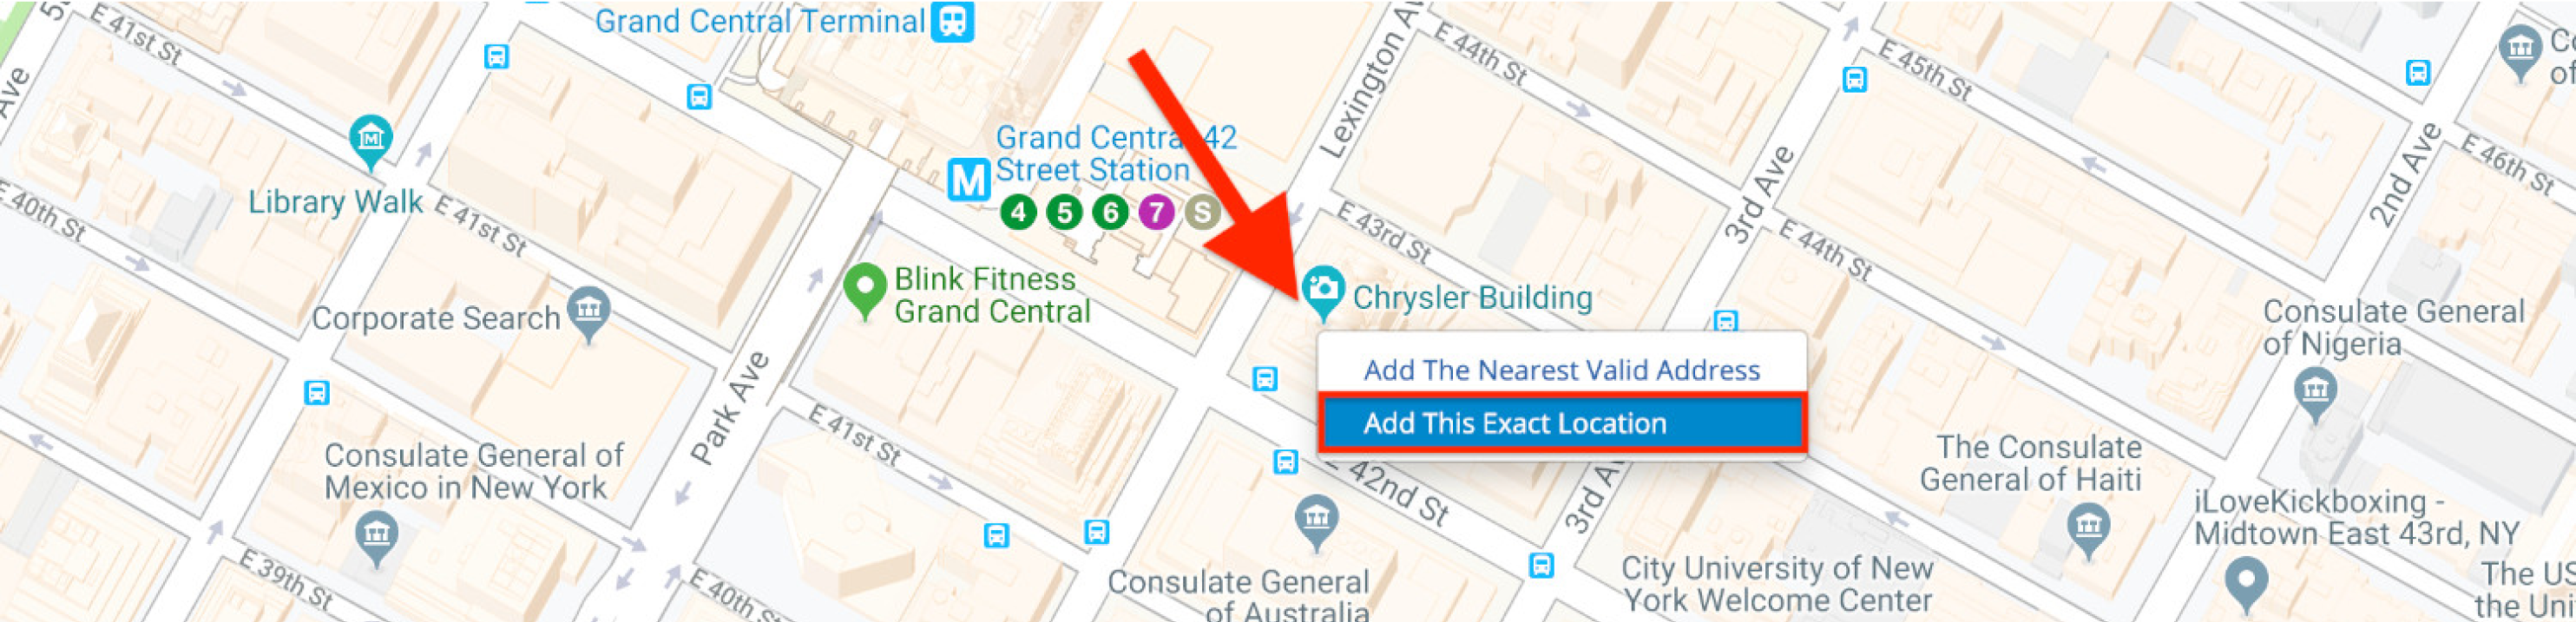 5
E 41st St
Ave
Grand Central Terminal
Library Walk
E 40th St
E 41st St
Grand Central 42
Street Station
M
4 5 6 7 S
Lexington Av
E 44th St
E 45th St
Co
of
2nd Ave
E 46th St
3rd Ave
E 43rd St
E 44th St
Blink Fitness
Grand Central
Chrysler Building
Corporate Search
Park Ave
Add The Nearest Valid Address
Add This Exact Location
Consulate General
of Nigeria
E 41st St
E 42nd St
3rd A
Consulate General of
Mexico in New York
The Consulate
General of Haiti
iLoveKickboxing -
Midtown East 43rd, NY
E 39th St
E 40th St
Consulate General
of Australia
City University of New
York Welcome Center
The US
the Uni